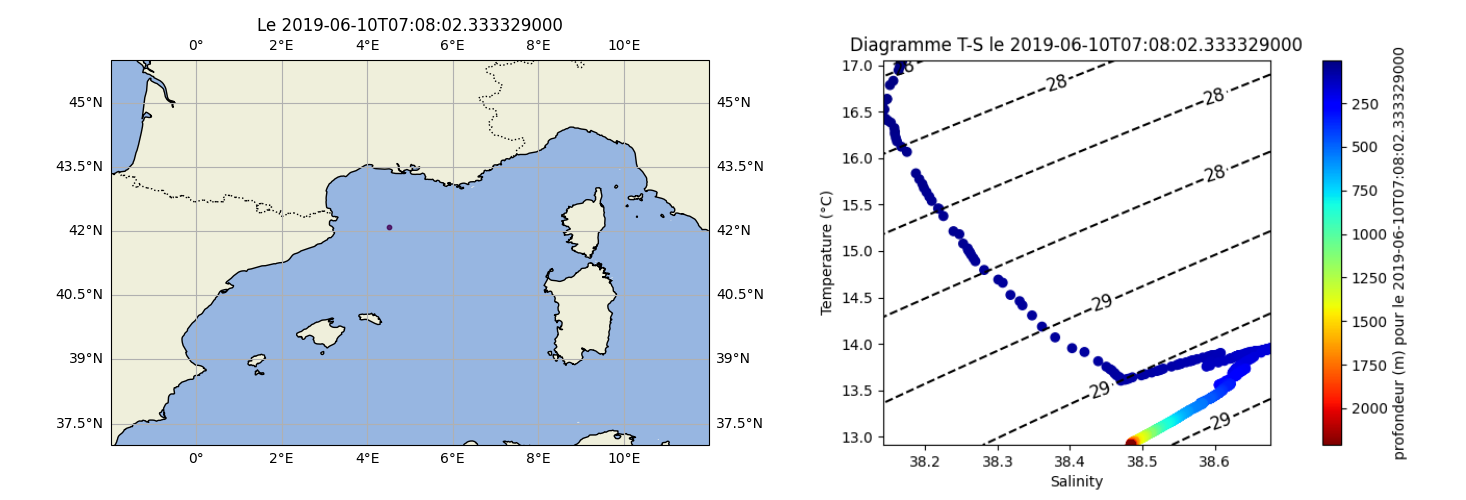 Le 2019-06-10T07:08:02.333329000
0° 2°E 4°E 6°E 8°E 10°E
45°N 45°N
43.5°N 43.5°N
42°N 42°N
40.5°N 40.5°N
39°N 39°N
37.5°N 37.5°N
0° 2°E 4°E 6°E 8°E 10°E
Diagramme T-S le 2019-06-10T07:08:02.333329000
Temperature (°C)
17.0
16.5
16.0
15.5
15.0
14.5
14.0
13.5
13.0
28
28
28
29
29
29
38.2 38.3 38.4 38.5 38.6
Salinity
250
500
750
1000
1250
1500
1750
2000
profondeur (m) pour le 2019-06-10T07:08:02.333329000